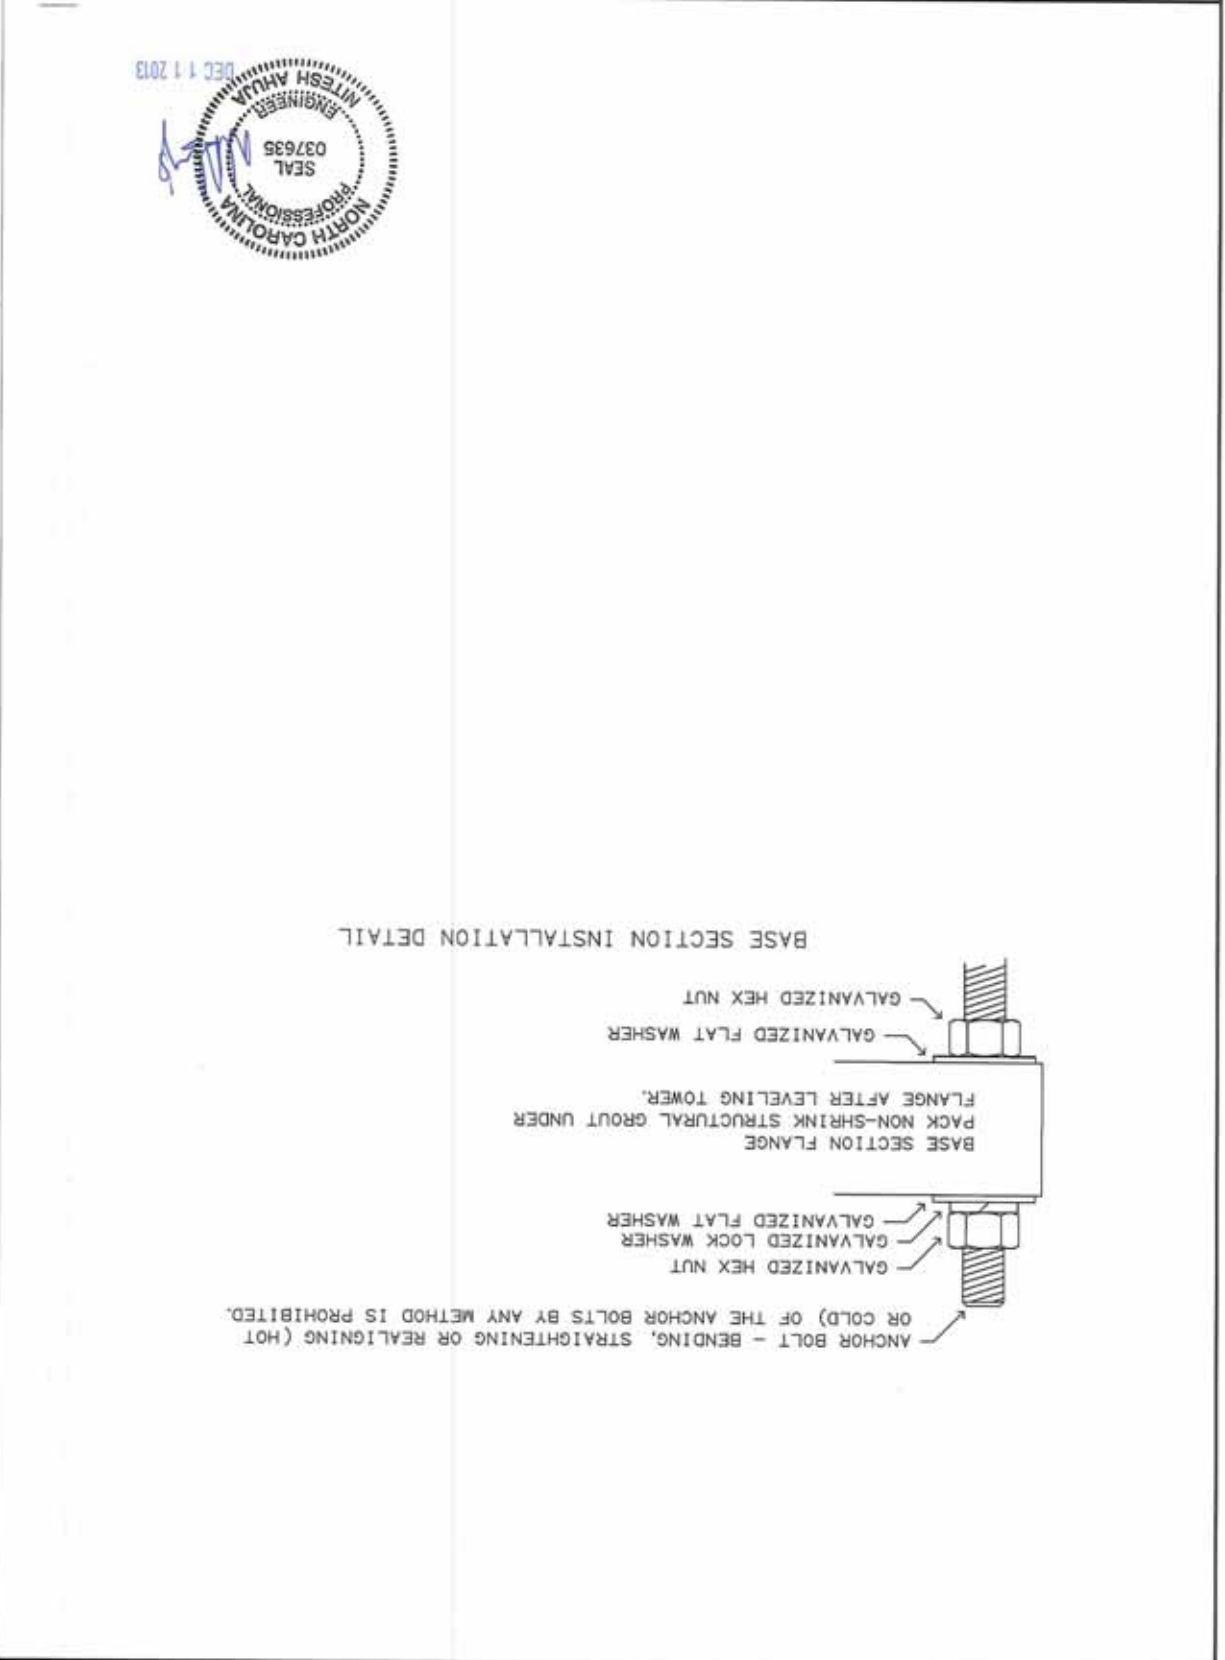 ANCHOR BOLT - BENDING, STRAIGHTENING OR REALIGNING (HOT
OR COLD) OF THE ANCHOR BOLTS BY ANY METHOD IS PROHIBITED.
GALVANIZED HEX NUT
GALVANIZED LOCK WASHER
GALVANIZED FLAT WASHER
BASE SECTION FLANGE
PACK NON-SHRINK STRUCTURAL GROUT UNDER
FLANGE AFTER LEVELING TOWER.
GALVANIZED FLAT WASHER
GALVANIZED HEX NUT
BASE SECTION INSTALLATION DETAIL
NORTH CAROLINA
PROFESSIONAL
SEAL
037635
ENGINEER
NITESH AHUJA
DEC 11 2013